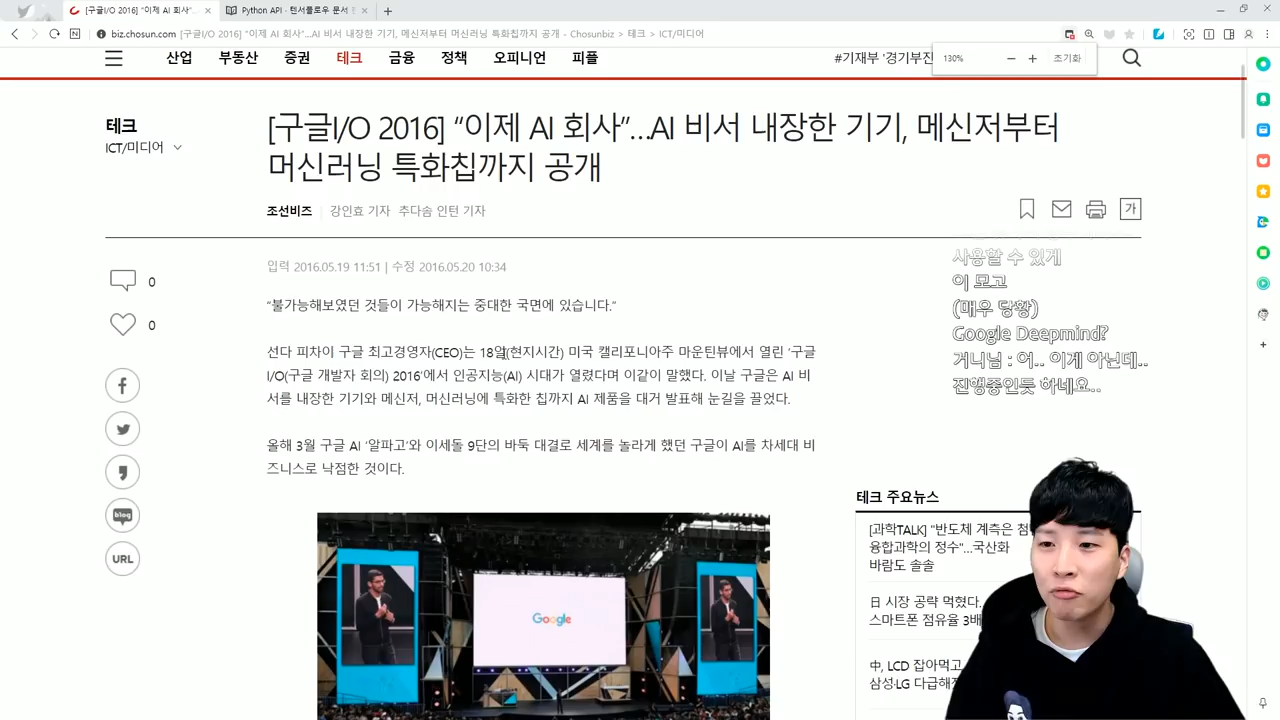 [구글I/O 2016] “이제 AI 회사”...
Python API · 텐서플로우 문서 한
biz.chosun.com [구글I/O 2016] “이제 AI 회사”...AI 비서 내장한 기기, 메신저부터 머신러닝 특화칩까지 공개 - Chosunbiz > 테크 > ICT/미디어
산업 부동산 증권 테크 금융 정책 오피니언 피플
#기재부 '경기부진
130%
초기화
테크
ICT/미디어
[구글I/O 2016] “이제 AI 회사”...AI 비서 내장한 기기, 메신저부터
머신러닝 특화칩까지 공개
조선비즈 강인효 기자 추다솜 인턴 기자
가
입력 2016.05.19 11:51 | 수정 2016.05.20 10:34
0
0
“불가능해보였던 것들이 가능해지는 중대한 국면에 있습니다.”
선다 피차이 구글 최고경영자(CEO)는 18일(현지시간) 미국 캘리포니아주 마운틴뷰에서 열린 ‘구글
I/O(구글 개발자 회의) 2016’에서 인공지능(AI) 시대가 열렸다며 이같이 말했다. 이날 구글은 AI 비
서를 내장한 기기와 메신저, 머신러닝에 특화한 칩까지 AI 제품을 대거 발표해 눈길을 끌었다.
올해 3월 구글 AI ‘알파고’와 이세돌 9단의 바둑 대결로 세계를 놀라게 했던 구글이 AI를 차세대 비
즈니스로 낙점한 것이다.
blog
URL
Google
사용할 수 있게
이 모고
(매우 당황)
Google Deepmind?
거니님 : 어.. 이게 아닌데..
진행중인듯 하네요..
테크 주요뉴스
[과학TALK] "반도체 계측은 첨
융합과학의 정수"...국산화
바람도 솔솔
日 시장 공략 먹혔다..
스마트폰 점유율 3배
中, LCD 잡아먹고
삼성·LG 다급해져